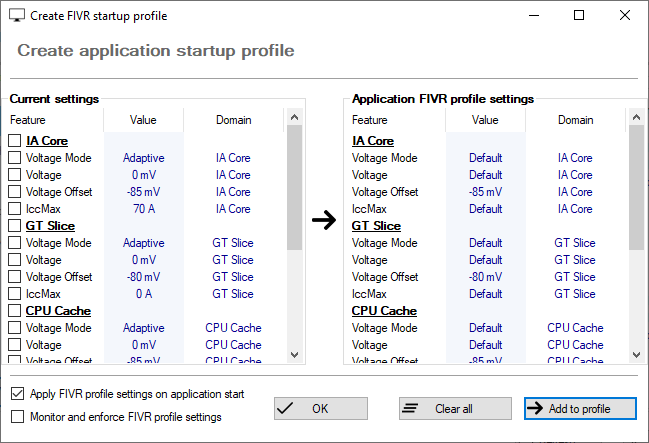 Create FIVR startup profile
Create application startup profile
Current settings
Feature Value Domain
IA Core
Voltage Mode Adaptive IA Core
Voltage 0 mV IA Core
Voltage Offset -85 mV IA Core
IccMax 70 A IA Core
GT Slice
Voltage Mode Adaptive GT Slice
Voltage 0 mV GT Slice
Voltage Offset -80 mV GT Slice
IccMax 0 A GT Slice
CPU Cache
Voltage Mode Adaptive CPU Cache
Voltage 0 mV CPU Cache
Voltage Offset -85 mV CPU Cache
Application FIVR profile settings
Feature Value Domain
IA Core
Voltage Mode Default IA Core
Voltage Default IA Core
Voltage Offset -85 mV IA Core
IccMax Default IA Core
GT Slice
Voltage Mode Default GT Slice
Voltage Default GT Slice
Voltage Offset -80 mV GT Slice
IccMax Default GT Slice
CPU Cache
Voltage Mode Default CPU Cache
Voltage Default CPU Cache
Voltage Offset -85 mV CPU Cache
Apply FIVR profile settings on application start
Monitor and enforce FIVR profile settings
OK
Clear all
Add to profile